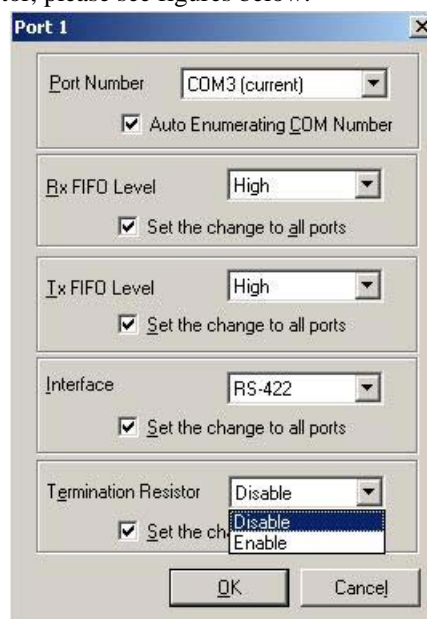 please see figures below.
Port 1
Port Number COM3 (current)
Auto Enumerating COM Number
Rx FIFO Level High
Set the change to all ports
Tx FIFO Level High
Set the change to all ports
Interface RS-422
Set the change to all ports
Termination Resistor Disable
Set the
Disable
Enable
OK Cancel